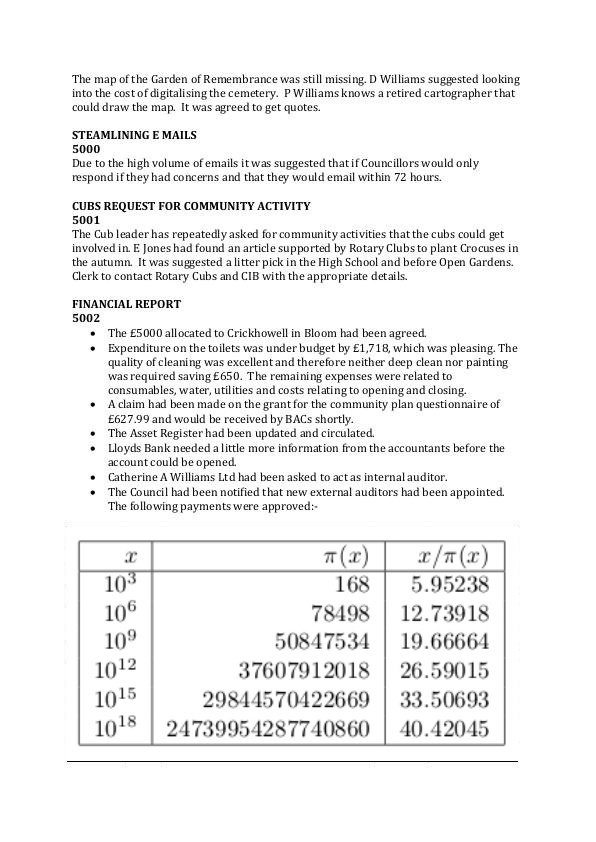 The map of the Garden of Remembrance was still missing. D Williams suggested looking
into the cost of digitalising the cemetery.  P Williams knows a retired cartographer that
could draw the map.  It was agreed to get quotes.
STEAMLINING E MAILS
5000
Due to the high volume of emails it was suggested that if Councillors would only
respond if they had concerns and that they would email within 72 hours.
CUBS REQUEST FOR COMMUNITY ACTIVITY
5001
The Cub leader has repeatedly asked for community activities that the cubs could get
involved in. E Jones had found an article supported by Rotary Clubs to plant Crocuses in
the autumn.  It was suggested a litter pick in the High School and before Open Gardens.
Clerk to contact Rotary Cubs and CIB with the appropriate details.
FINANCIAL REPORT
5002
• The £5000 allocated to Crickhowell in Bloom had been agreed.
• Expenditure on the toilets was under budget by £1,718, which was pleasing. The
quality of cleaning was excellent and therefore neither deep clean nor painting
was required saving £650.  The remaining expenses were related to
consumables, water, utilities and costs relating to opening and closing.
• A claim had been made on the grant for the community plan questionnaire of
£627.99 and would be received by BACs shortly.
• The Asset Register had been updated and circulated.
• Lloyds Bank needed a little more information from the accountants before the
account could be opened.
• Catherine A Williams Ltd had been asked to act as internal auditor.
• The Council had been notified that new external auditors had been appointed.
The following payments were approved:-
x π(x) x/π(x)
10³ 168 5.95238
10⁶ 78498 12.73918
10⁹ 50847534 19.66664
10¹² 37607912018 26.59015
10¹⁵ 29844570422669 33.50693
10¹⁸ 24739954287740860 40.42045